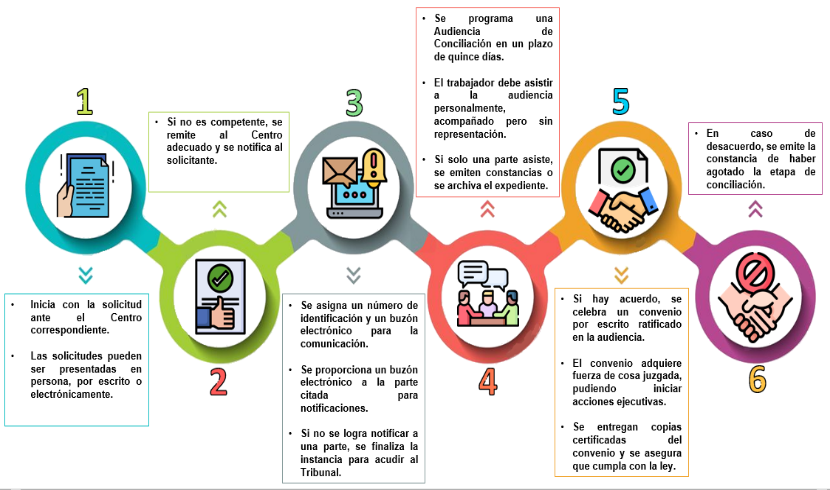 1
• Inicia con la solicitud
ante el Centro
correspondiente.
• Las solicitudes pueden
ser presentadas en
persona, por escrito o
electrónicamente.
• Si no es competente, se
remite al Centro
adecuado y se notifica al
solicitante.
2
3
• Se asigna un número de
identificación y un buzón
electrónico para la
comunicación.
• Se proporciona un buzón
electrónico a la parte
citada para
notificaciones.
• Si no se logra notificar a
una parte, se finaliza la
instancia para acudir al
Tribunal.
• Se programa una
Audiencia de
Conciliación en un plazo
de quince días.
• El trabajador debe asistir
a la audiencia
personalmente,
acompañado pero sin
representación.
• Si solo una parte asiste,
se emiten constancias o
se archiva el expediente.
4
5
• Si hay acuerdo, se
celebra un convenio
por escrito ratificado
en la audiencia.
• El convenio adquiere
fuerza de cosa juzgada,
pudiendo iniciar
acciones ejecutivas.
• Se entregan copias
certificadas del
convenio y se asegura
que cumpla con la ley.
• En caso de
desacuerdo, se emite la
constancia de haber
agotado la etapa de
conciliación.
6